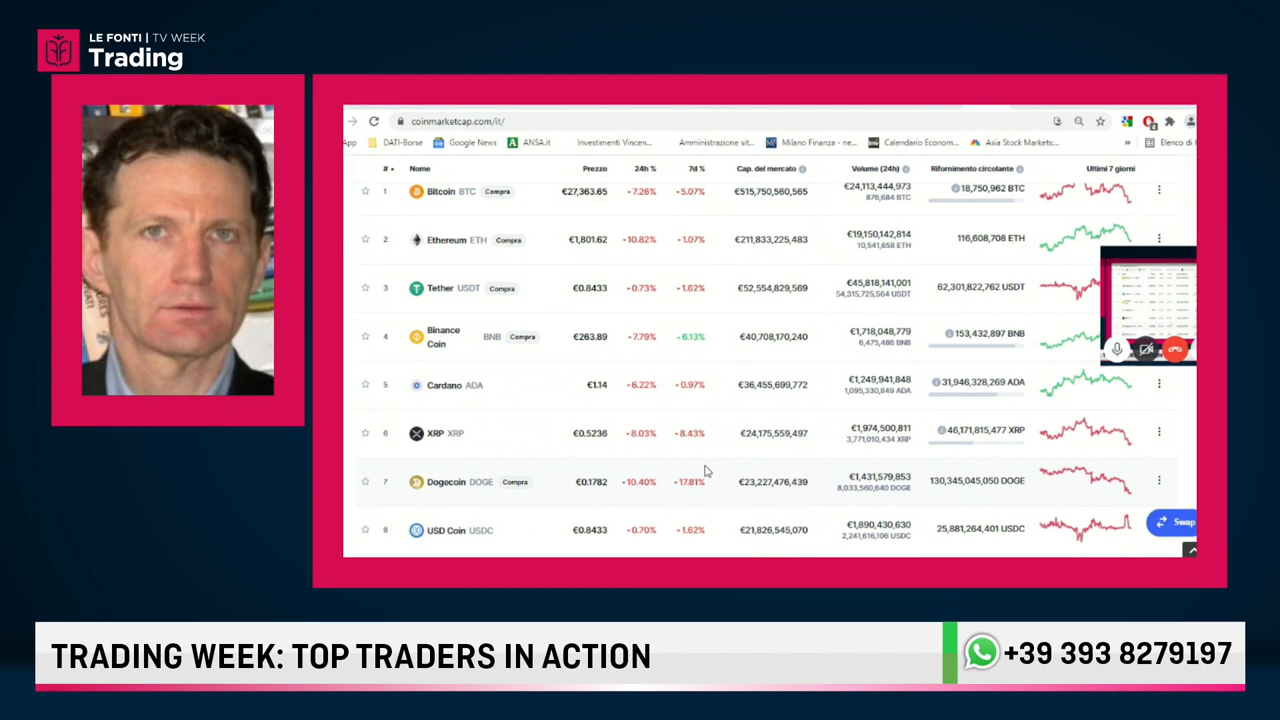 LE FONTI | TV WEEK
Trading
coinmarketcap.com/it/
App DATI-Borse Google News ANSA.it Investimenti Vincen... Amministrazione sit... Milano Finanza - ne... Calendario Econom... Asia Stock Markets:... » Elenco di
# Nome Prezzo 24h % 7d % Cap. del mercato Volume (24h) Rifornimento circolante Ultimi 7 giorni
1 Bitcoin BTC Compra €27,363.65 -7.26% -5.07% €515,750,560,565 €24,113,444,973 18,750,962 BTC
876,684 BTC
2 Ethereum ETH Compra €1,801.62 -10.82% -1.07% €211,833,225,483 €19,150,142,814 116,608,708 ETH
10,541,658 ETH
3 Tether USDT Compra €0.8433 -0.73% -1.62% €52,554,829,569 €45,818,141,001 62,301,822,762 USDT
54,315,725,564 USDT
4 Binance Coin BNB Compra €263.89 -7.79% 6.13% €40,708,170,240 €1,718,048,779 153,432,897 BNB
6,475,486 BNB
5 Cardano ADA €1.14 -6.22% -0.97% €36,455,699,772 €1,249,941,848 31,946,328,269 ADA
1,095,330,849 ADA
6 XRP XRP €0.5236 -8.03% -8.43% €24,175,559,497 €1,974,500,811 46,171,815,477 XRP
3,771,010,434 XRP
7 Dogecoin DOGE Compra €0.1782 -10.40% -17.81% €23,227,476,439 €1,431,579,853 130,345,045,050 DOGE
8,033,560,640 DOGE
8 USD Coin USDC €0.8433 -0.70% -1.62% €21,826,545,070 €1,890,430,630 25,881,264,401 USDC
2,241,616,106 USDC
Swap
TRADING WEEK: TOP TRADERS IN ACTION
+39 393 8279197